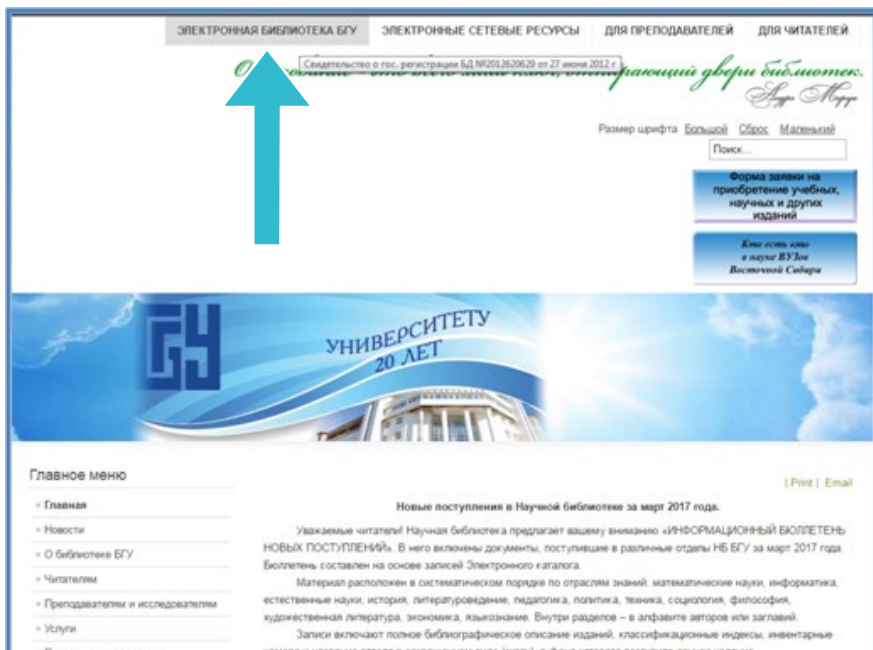 ЭЛЕКТРОННАЯ БИБЛИОТЕКА БГУ ЭЛЕКТРОННЫЕ СЕТЕВЫЕ РЕСУРСЫ ДЛЯ ПРЕПОДАВАТЕЛЕЙ ДЛЯ ЧИТАТЕЛЕЙ
Свидетельство о гос. регистрации БД №2012620629 от 27 июня 2012 г
двери библиотек.
Размер шрифта Большой Сброс Маленький
Поиск...
Форма заявки на
приобретение учебных,
научных и других
изданий
Кто есть кто
в науке ВУЗов
Восточной Сибири
БГУ
УНИВЕРСИТЕТУ
20 ЛЕТ
Главное меню
| Print | Email
Главная
Новые поступления в Научной библиотеке за март 2017 года.
Новости
Уважаемые читатели! Научная библиотека предлагает вашему вниманию «ИНФОРМАЦИОННЫЙ БЮЛЛЕТЕНЬ
НОВЫХ ПОСТУПЛЕНИЙ». В него включены документы, поступившие в различные отделы НБ БГУ за март 2017 года.
О библиотеке БГУ
Бюллетень составлен на основе записей Электронного каталога.
Читателям
Материал расположен в систематическом порядке по отраслям знаний: математические науки, информатика,
естественные науки, история, литературоведение, педагогика, политика, техника, социология, философия,
Преподавателям и исследователям
художественная литература, экономика, языкознание. Внутри разделов – в алфавите авторов или заглавий.
Услуги
Записи включают полное библиографическое описание изданий, классификационные индексы, инвентарные